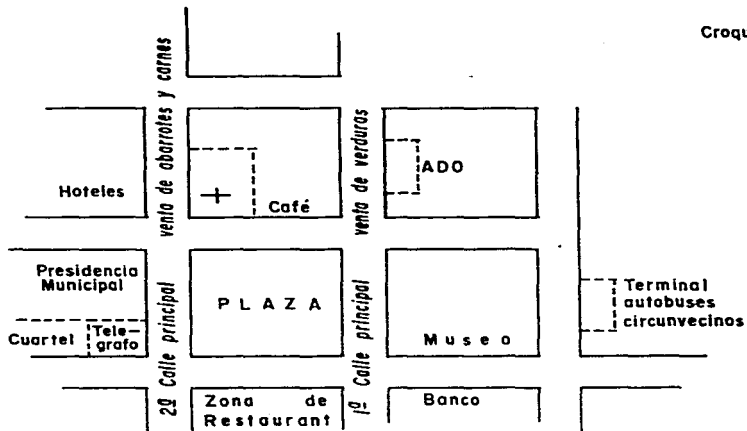 Croqu
venta de abarrotes y carnes
venta de verduras
Hoteles
Café
ADO
Presidencia
Municipal
Cuartel
Tele-
grafo
2º Calle principal
PLAZA
1ª Calle principal
Museo
Terminal
autobuses
circunvecinos
Zona de
Restaurant
Banco